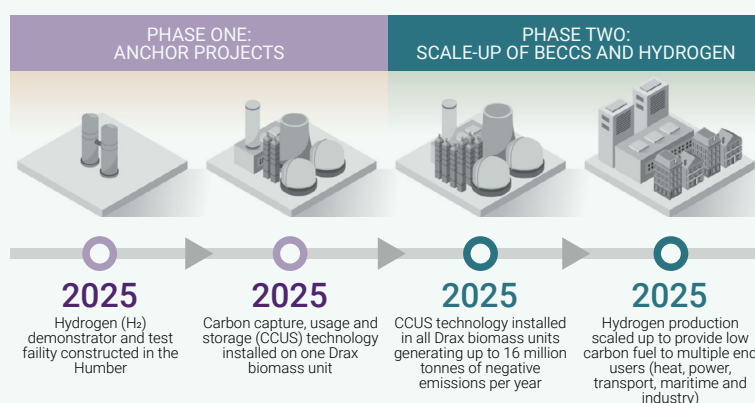 PHASE ONE:
ANCHOR PROJECTS
PHASE TWO:
SCALE-UP OF BECCS AND HYDROGEN
2025
Hydrogen (H₂)
demonstrator and test
faility constructed in the
Humber
2025
Carbon capture, usage and
storage (CCUS) technology
installed on one Drax
biomass unit
2025
CCUS technology installed
in all Drax biomass units
generating up to 16 million
tonnes of negative
emissions per year
2025
Hydrogen production
scaled up to provide low
carbon fuel to multiple end
users (heat, power,
transport, maritime and
industry)